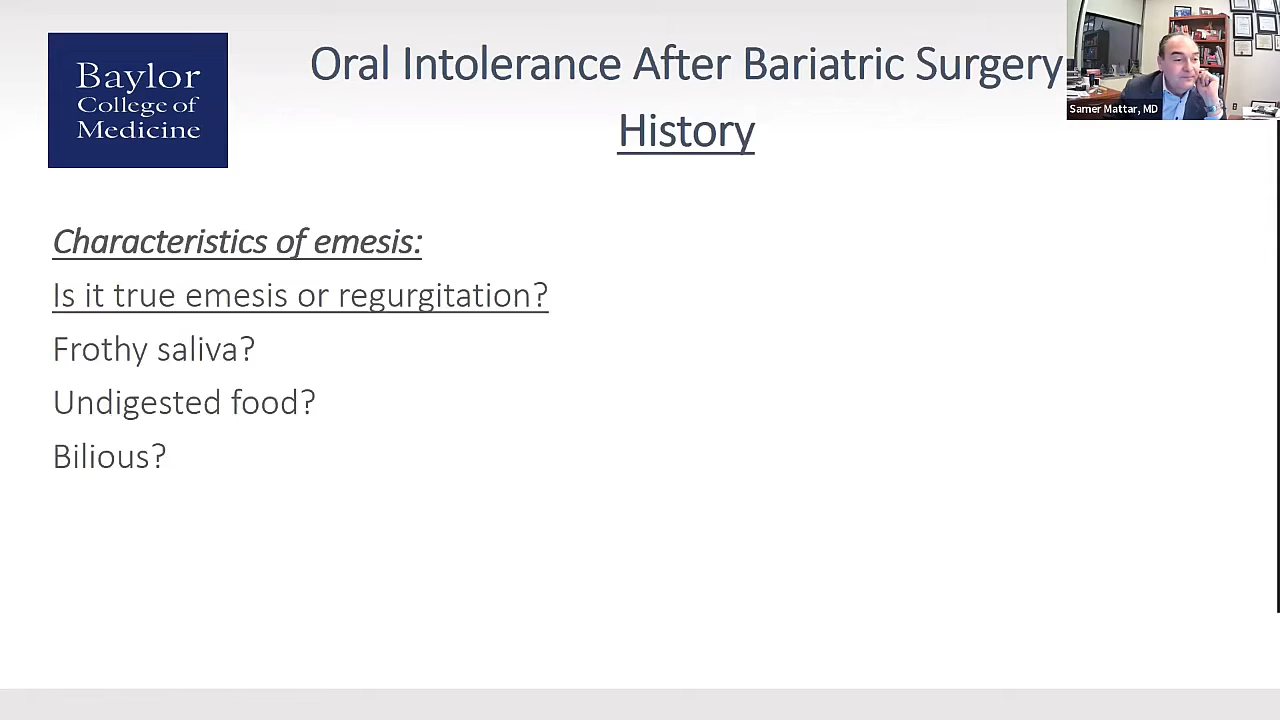 Baylor
College of
Medicine
Oral Intolerance After Bariatric Surgery
History
Samer Mattar, MD
Characteristics of emesis:
Is it true emesis or regurgitation?
Frothy saliva?
Undigested food?
Bilious?